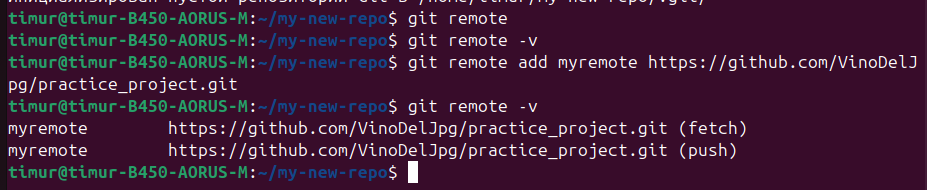 timur@timur-B450-AORUS-M:~/my-new-repo$ git remote
timur@timur-B450-AORUS-M:~/my-new-repo$ git remote -v
timur@timur-B450-AORUS-M:~/my-new-repo$ git remote add myremote https://github.com/VinoDelJ
pg/practice_project.git
timur@timur-B450-AORUS-M:~/my-new-repo$ git remote -v
myremote	https://github.com/VinoDelJpg/practice_project.git (fetch)
myremote	https://github.com/VinoDelJpg/practice_project.git (push)
timur@timur-B450-AORUS-M:~/my-new-repo$